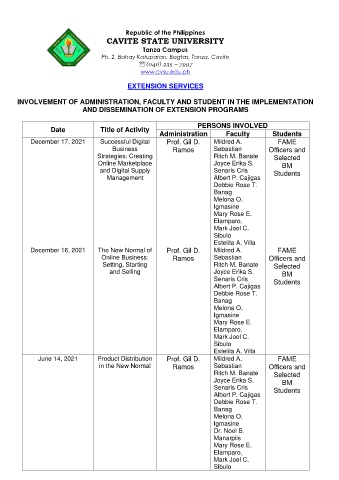 Republic of the Philippines
CAVITE STATE UNIVERSITY
Tanza Campus
Ph. 2, Bahay Katuparan, Bagtas, Tanza, Cavite
☏ (046) 235 - 7997
www.cvsu.edu.ph
EXTENSION SERVICES
INVOLVEMENT OF ADMINISTRATION, FACULTY AND STUDENT IN THE IMPLEMENTATION
AND DISSEMINATION OF EXTENSION PROGRAMS
Date
Title of Activity
PERSONS INVOLVED
Administration
Faculty
Students
December 17, 2021
Successful Digital
Business
Strategies: Creating
Online Marketplace
and Digital Supply
Management
Prof. Gil D.
Ramos
Mildred A.
Sebastian
Ritch M. Banate
Joyce Erika S.
Senaris Cris
Albert P. Cajigas
Debbie Rose T.
Banag
Melona O.
Igmasine
Mary Rose E.
Elamparo,
Mark Joel C.
Sibulo
Estelita A. Villa
FAME
Officers and
Selected
BM
Students
December 16, 2021
The New Normal of
Online Business:
Setting, Starting
and Selling
Prof. Gil D.
Ramos
Mildred A.
Sebastian
Ritch M. Banate
Joyce Erika S.
Senaris Cris
Albert P. Cajigas
Debbie Rose T.
Banag
Melona O.
Igmasine
Mary Rose E.
Elamparo,
Mark Joel C.
Sibulo
Estelita A. Villa
FAME
Officers and
Selected
BM
Students
June 14, 2021
Product Distribution
in the New Normal
Prof. Gil D.
Ramos
Mildred A.
Sebastian
Ritch M. Banate
Joyce Erika S.
Senaris Cris
Albert P. Cajigas
Debbie Rose T.
Banag
Melona O.
Igmasine
Dr. Noel B.
Manarpiis
Mary Rose E.
Elamparo,
Mark Joel C.
Sibulo
FAME
Officers and
Selected
BM
Students